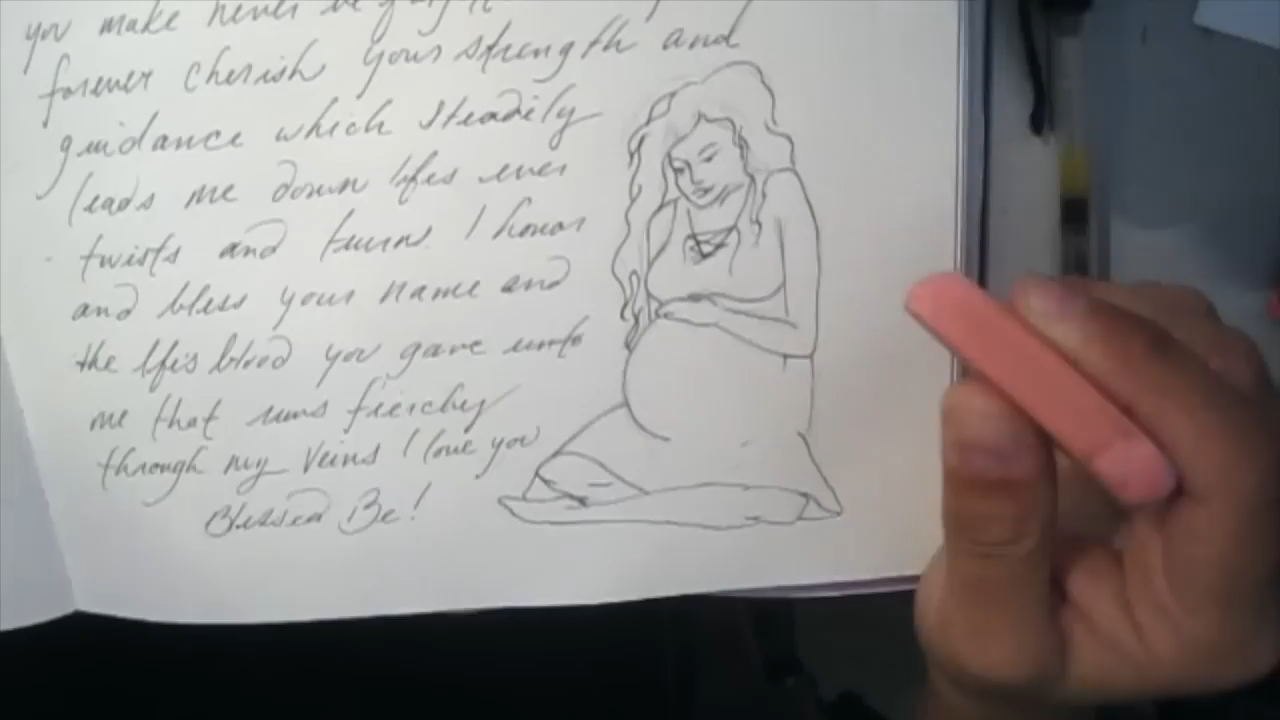 you make never
forever cherish your strength and
guidance which steadily
leads me down lifes ever
twists and turns. I honor
and bless your name and
the life's blood you gave unto
me that runs fiercley
through my veins I love you
Blessed Be!